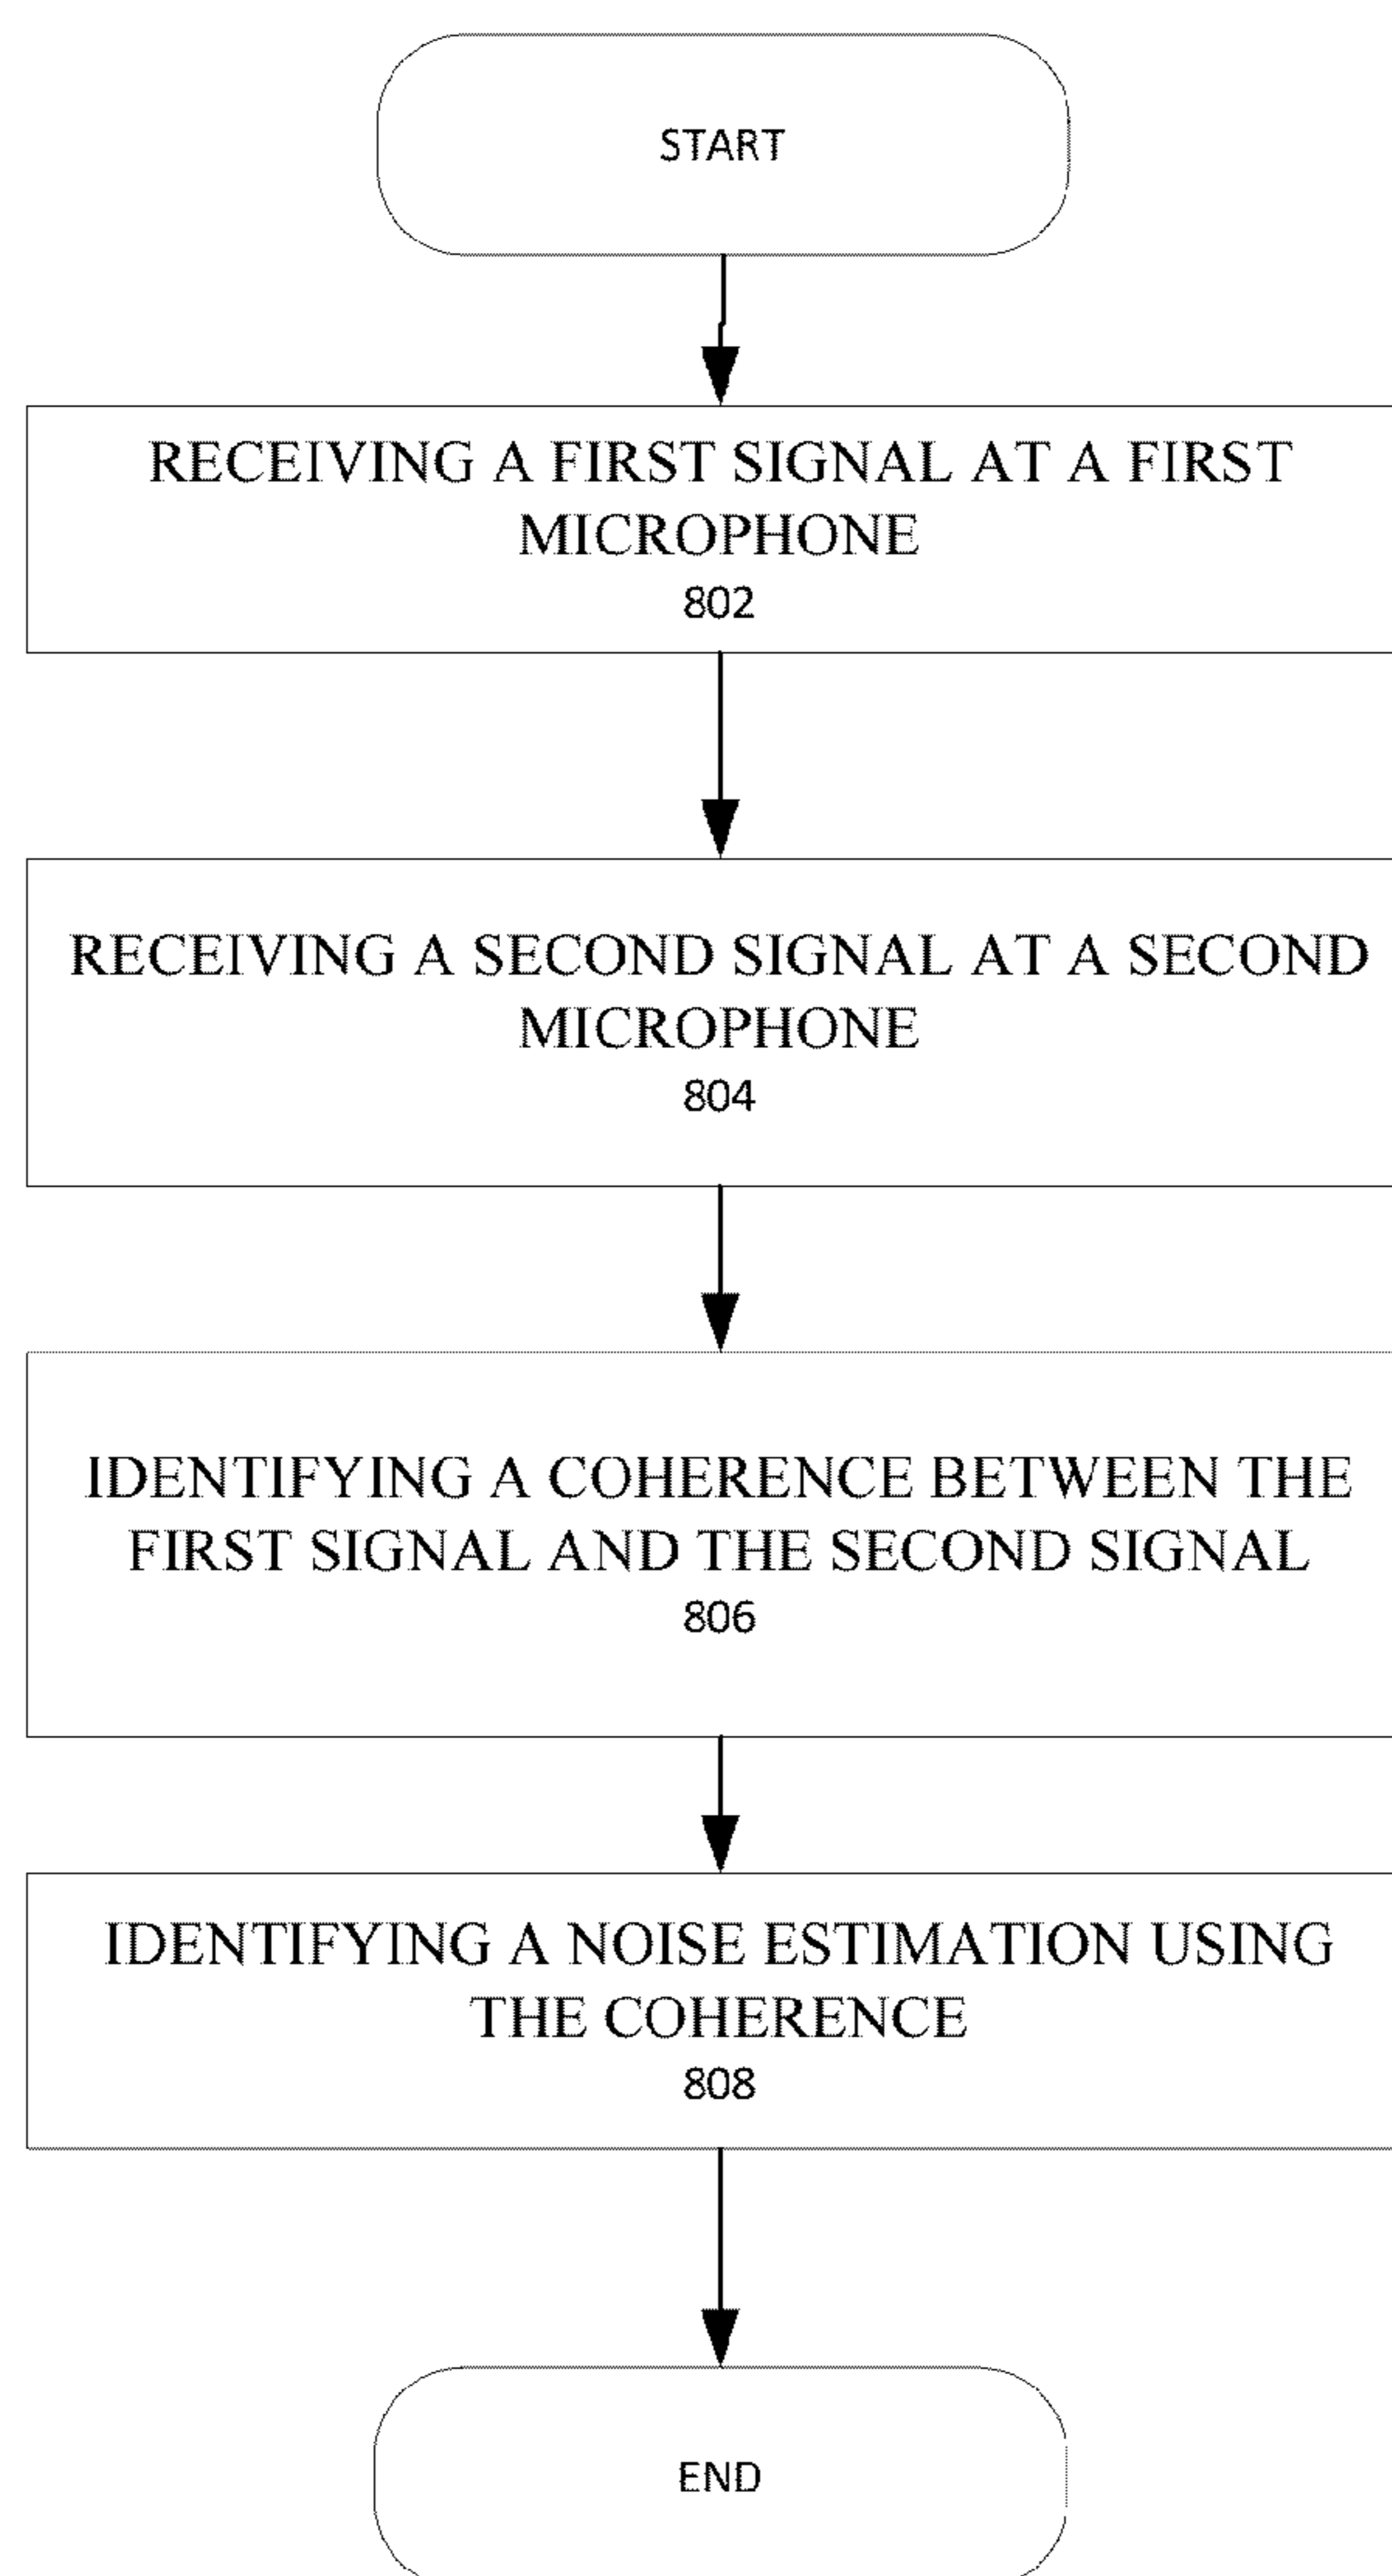 START
RECEIVING A FIRST SIGNAL AT A FIRST
MICROPHONE
802
RECEIVING A SECOND SIGNAL AT A SECOND
MICROPHONE
804
IDENTIFYING A COHERENCE BETWEEN THE
FIRST SIGNAL AND THE SECOND SIGNAL
806
IDENTIFYING A NOISE ESTIMATION USING
THE COHERENCE
808
END